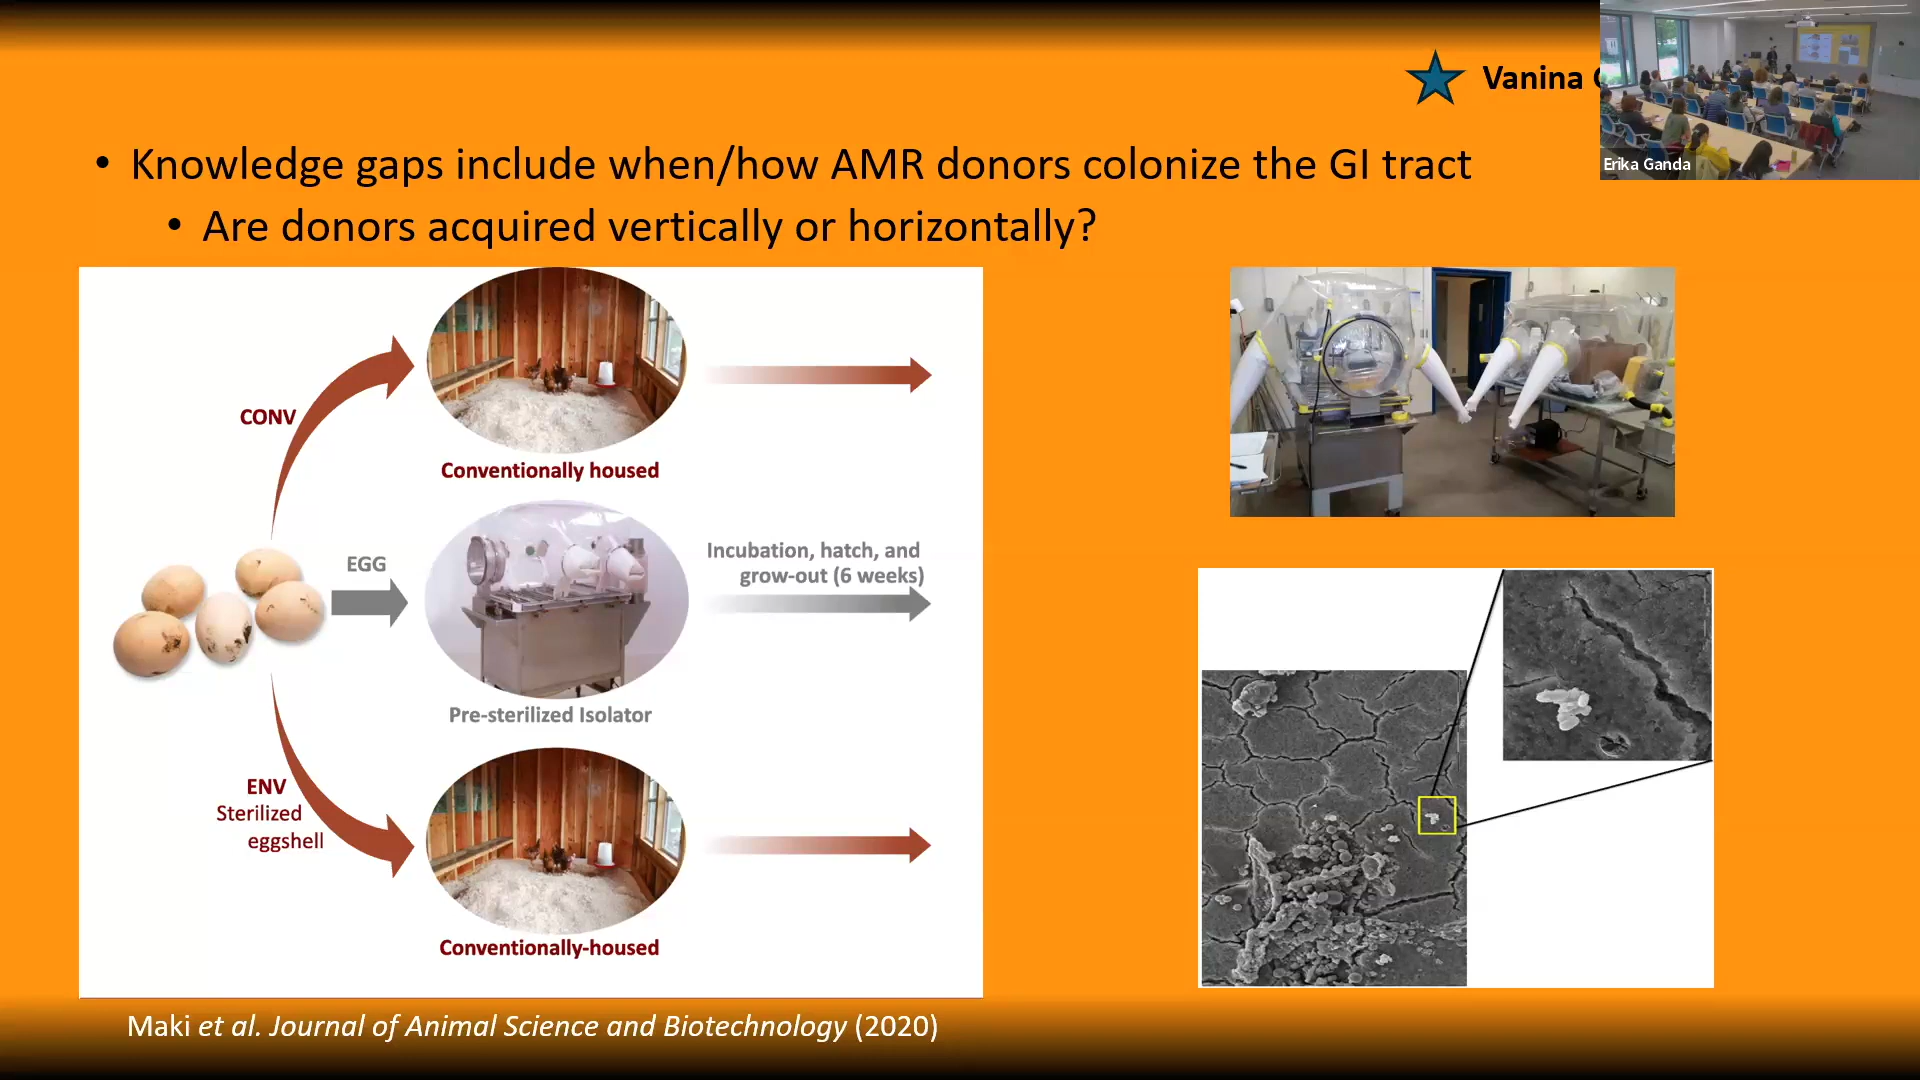 Vanina
Erika Ganda
• Knowledge gaps include when/how AMR donors colonize the GI tract
• Are donors acquired vertically or horizontally?
CONV
Conventionally housed
EGG
Incubation, hatch, and
grow-out (6 weeks)
Pre-sterilized Isolator
ENV
Sterilized
eggshell
Conventionally-housed
Maki et al. Journal of Animal Science and Biotechnology (2020)